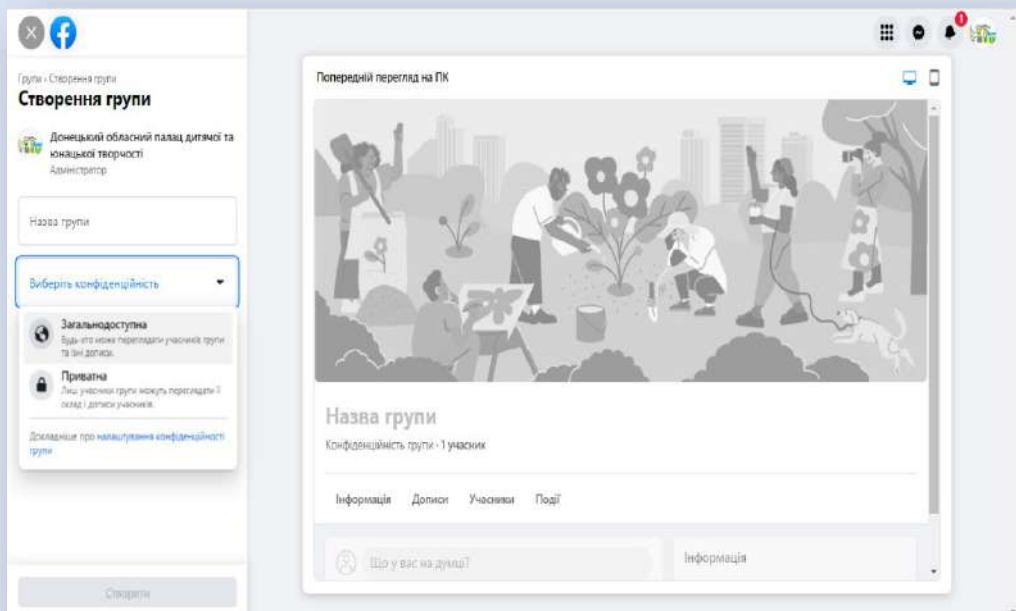 X
1
Групи › Створення групи
Створення групи
Донецький обласний палац дитячої та
юнацької творчості
Адміністратор
Назва групи
Виберіть конфіденційність
Загальнодоступна
Будь-хто може переглядати учасників групи
та їхні дописи.
Приватна
Лиш учасники групи можуть переглядати її
склад і дописи учасників.
Докладніше про налаштування конфіденційності
групи
Створити
Попередній перегляд на ПК
Назва групи
Конфіденційність групи · 1 учасник
Інформація Дописи Учасники Події
Що у вас на думці?
Інформація